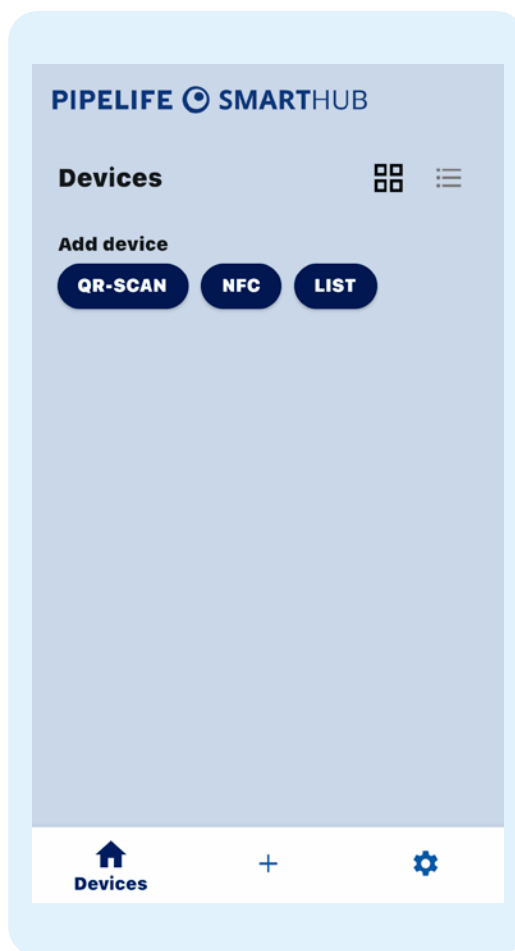 PIPELIFE SMARTHUB
Devices
Add device
QR-SCAN NFC LIST
Devices